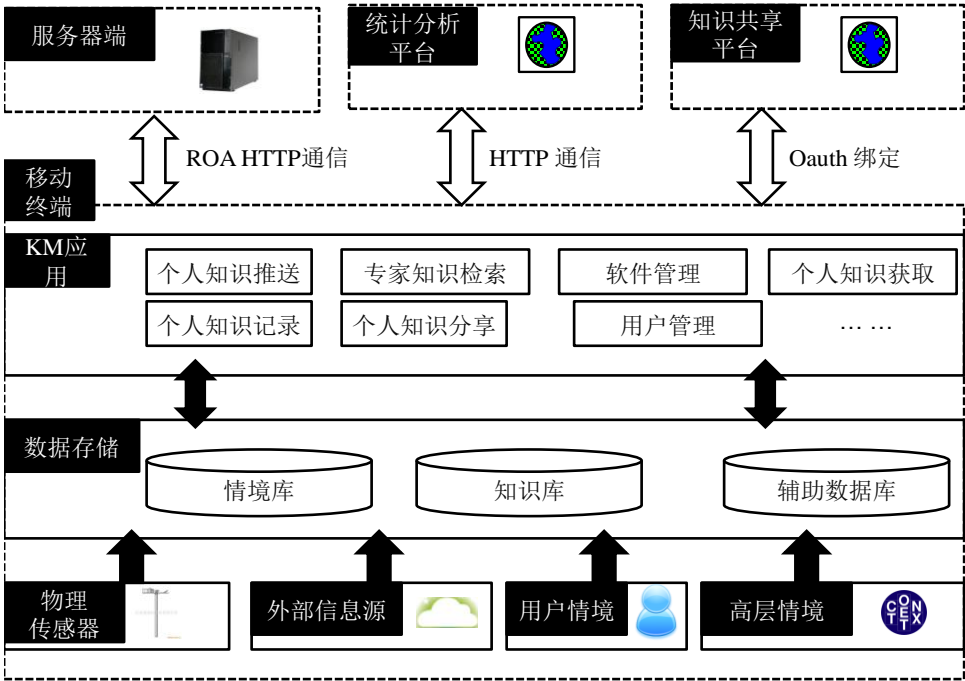 服务器端
统计分析
平台
知识共享
平台
ROA HTTP通信
HTTP 通信
Oauth 绑定
移动
终端
KM应
用
个人知识推送
专家知识检索
软件管理
个人知识获取
个人知识记录
个人知识分享
用户管理
… …
数据存储
情境库
知识库
辅助数据库
物理
传感器
外部信息源
用户情境
高层情境
CONTEXT